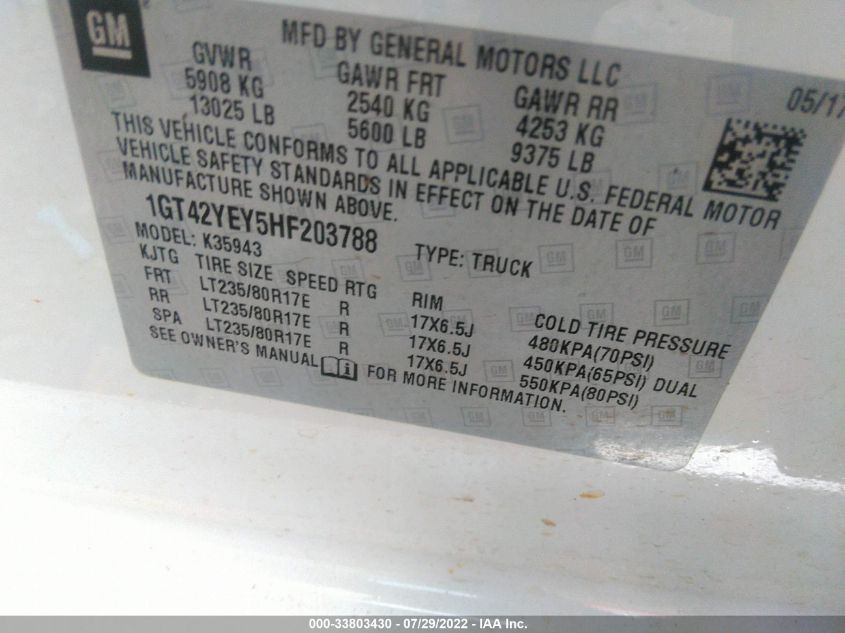 GM
MFD BY GENERAL MOTORS LLC
05/17
GVWR GAWR FRT GAWR RR
5908 KG 2540 KG 4253 KG
13025 LB 5600 LB 9375 LB
THIS VEHICLE CONFORMS TO ALL APPLICABLE U.S. FEDERAL MOTOR
VEHICLE SAFETY STANDARDS IN EFFECT ON THE DATE OF
MANUFACTURE SHOWN ABOVE.
1GT42YEY5HF203788
MODEL: K35943 TYPE: TRUCK
KJTG TIRE SIZE SPEED RTG RIM COLD TIRE PRESSURE
FRT LT235/80R17E R 17X6.5J 480KPA(70PSI)
RR LT235/80R17E R 17X6.5J 450KPA(65PSI) DUAL
SPA LT235/80R17E R 17X6.5J 550KPA(80PSI)
SEE OWNER'S MANUAL FOR MORE INFORMATION.
000-33803430 - 07/29/2022 - IAA Inc.